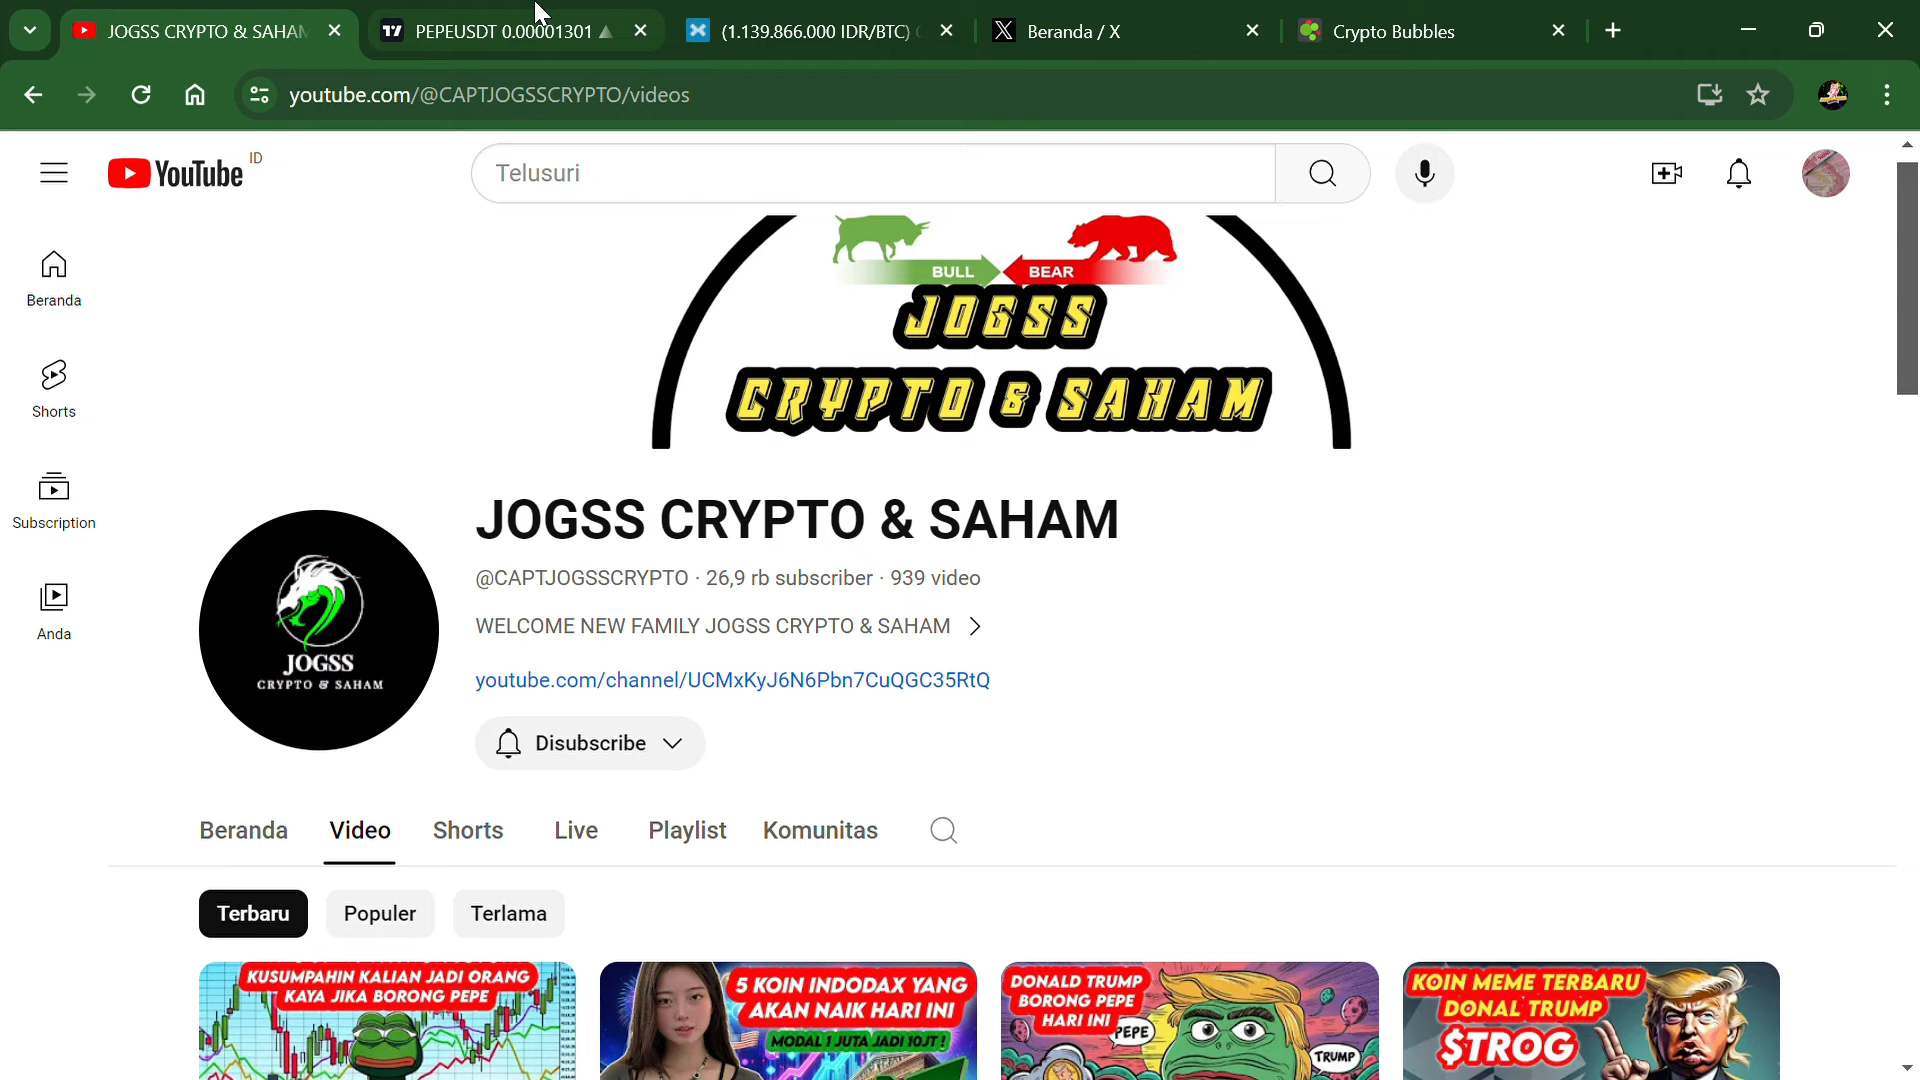 JOGSS CRYPTO & SAHAM
PEPEUSDT 0.00001301 ▲
(1.139.866.000 IDR/BTC)
Beranda / X
Crypto Bubbles
youtube.com/@CAPTJOGSSCRYPTO/videos
YouTube ID
Telusuri
Beranda
Shorts
Subscription
Anda
BULL BEAR
JOGSS
CRYPTO & SAHAM
JOGSS
CRYPTO & SAHAM
JOGSS CRYPTO & SAHAM
@CAPTJOGSSCRYPTO · 26,9 rb subscriber · 939 video
WELCOME NEW FAMILY JOGSS CRYPTO & SAHAM
youtube.com/channel/UCMxKyJ6N6Pbn7CuQGC35RtQ
Disubscribe
Beranda Video Shorts Live Playlist Komunitas
Terbaru Populer Terlama
KUSUMPAHIN KALIAN JADI ORANG
KAYA JIKA BORONG PEPE
5 KOIN INDODAX YANG
AKAN NAIK HARI INI
MODAL 1 JUTA JADI 10JT !
DONALD TRUMP
BORONG PEPE
HARI INI
PEPE
TRUMP
KOIN MEME TERBARU
DONAL TRUMP
$TROG